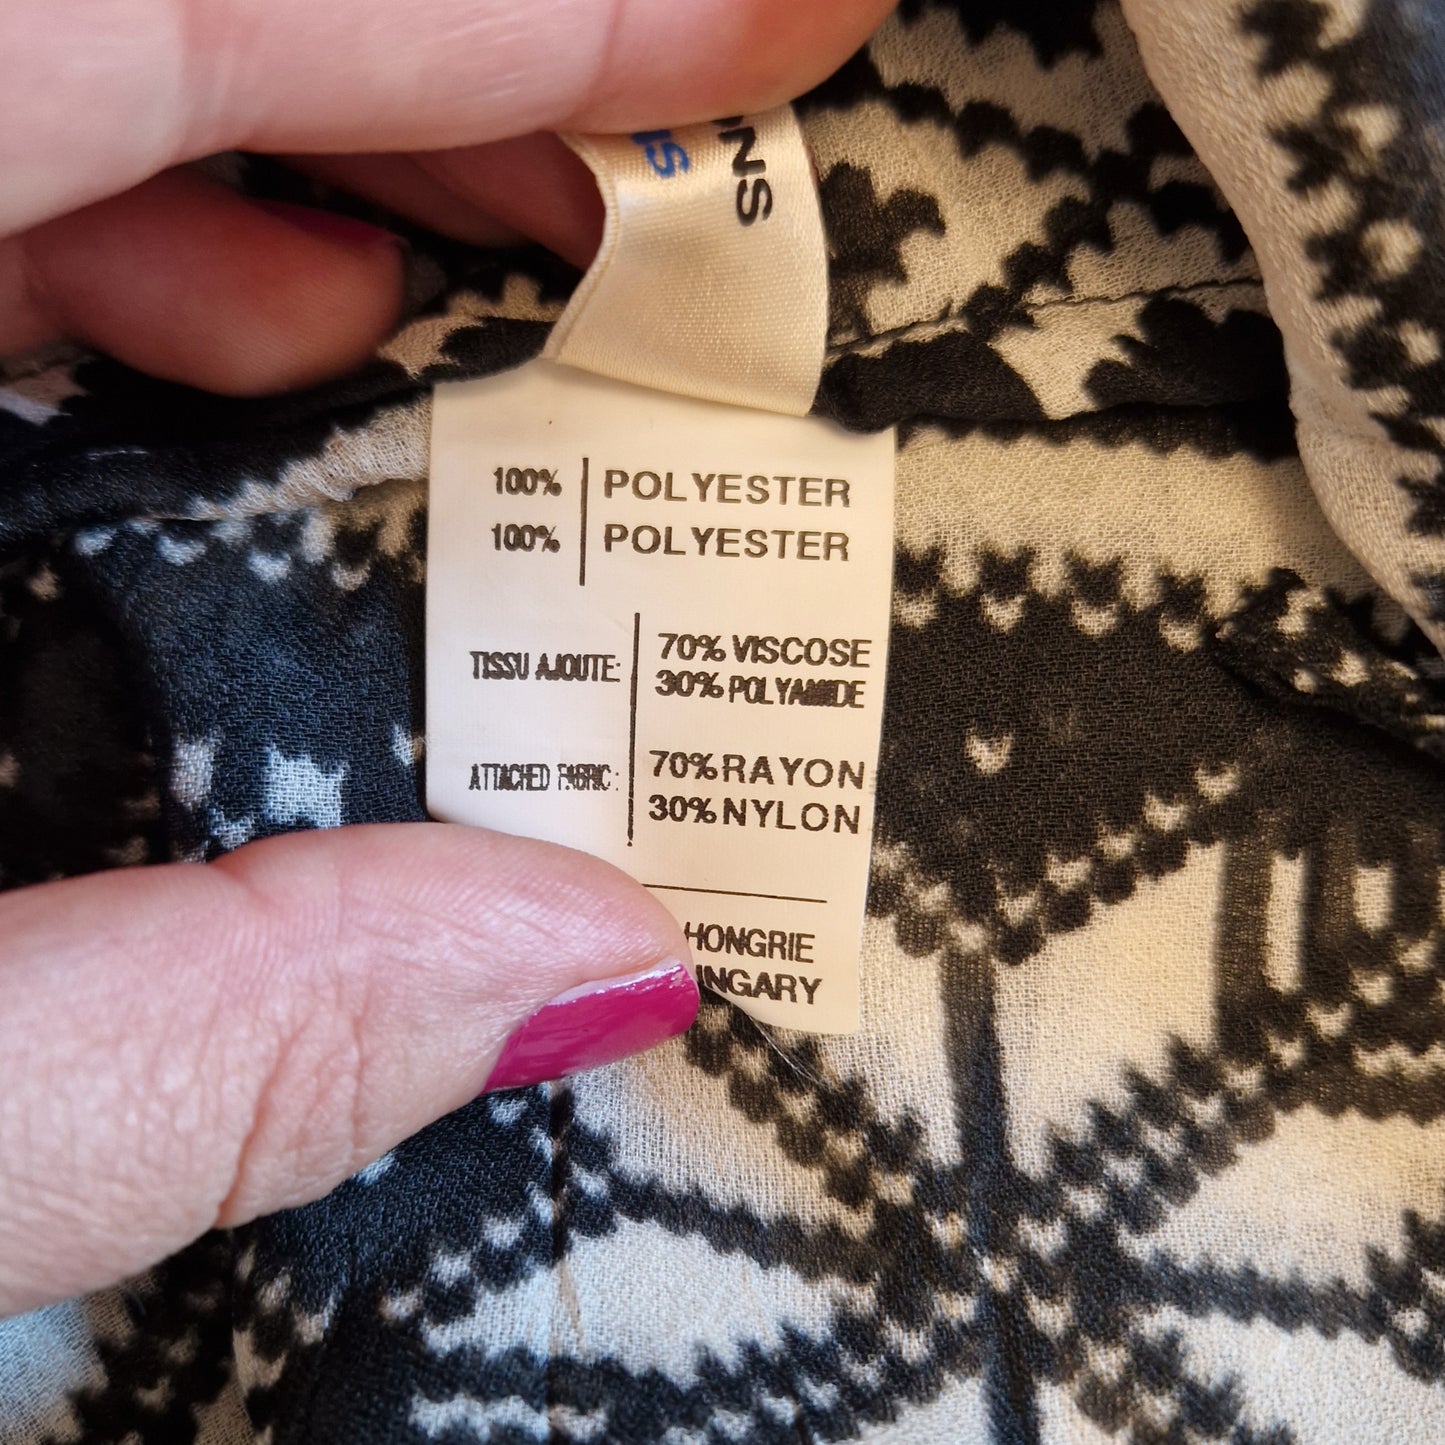 100% POLYESTER
100% POLYESTER
TISSU AJOUTE:
70% VISCOSE
30% POLYAMIDE
ATTACHED FABRIC:
70% RAYON
30% NYLON
HONGRIE